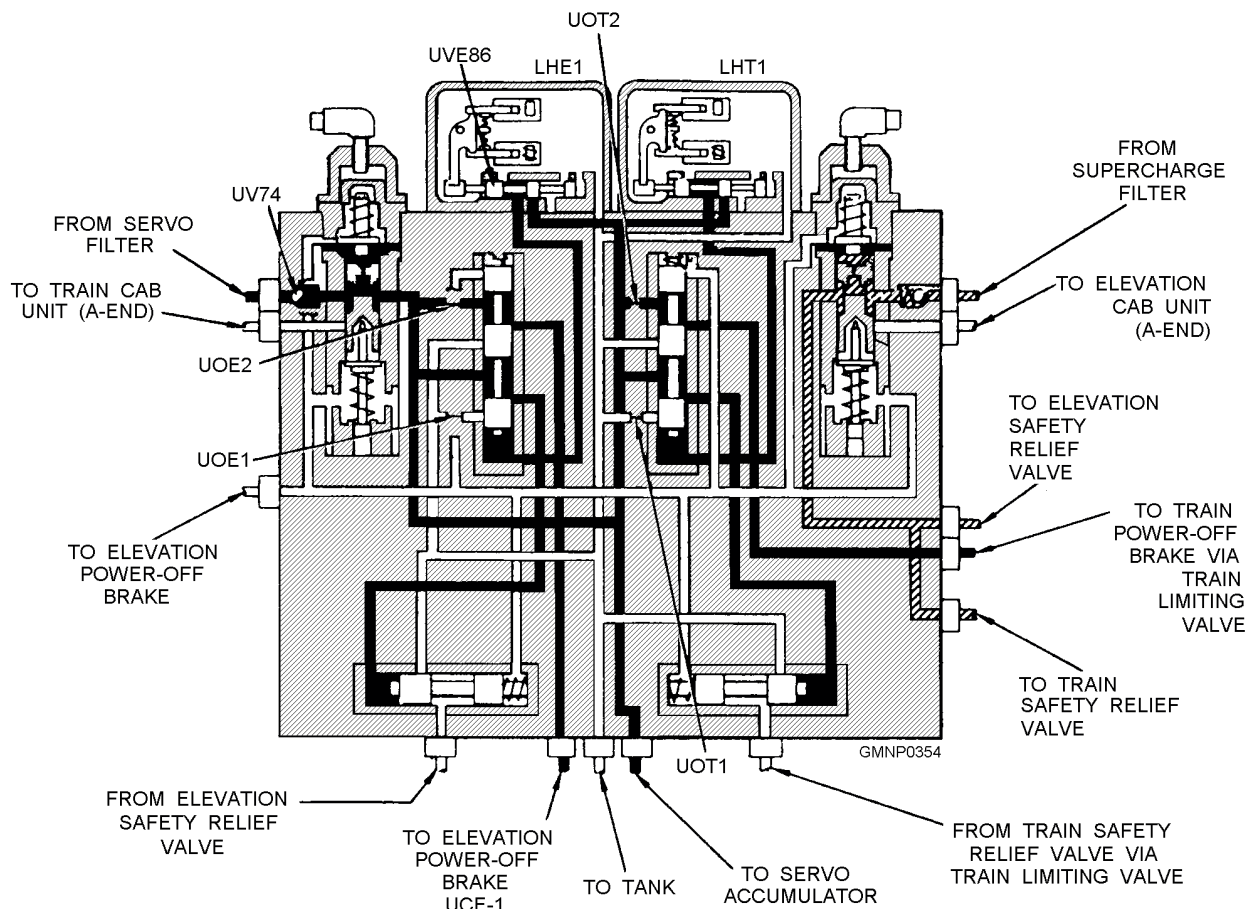 UOT2
UVE86
LHE1
LHT1
UV74
FROM SERVO
FILTER
TO TRAIN CAB
UNIT (A-END)
UOE2
UOE1
TO ELEVATION
POWER-OFF
BRAKE
FROM
SUPERCHARGE
FILTER
TO ELEVATION
CAB UNIT
(A-END)
TO ELEVATION
SAFETY
RELIEF
VALVE
TO TRAIN
POWER-OFF
BRAKE VIA
TRAIN
LIMITING
VALVE
TO TRAIN
SAFETY RELIEF
VALVE
GMNP0354
UOT1
FROM ELEVATION
SAFETY RELIEF
VALVE
TO ELEVATION
POWER-OFF
BRAKE
UCE-1
TO TANK
TO SERVO
ACCUMULATOR
FROM TRAIN SAFETY
RELIEF VALVE VIA
TRAIN LIMITING VALVE